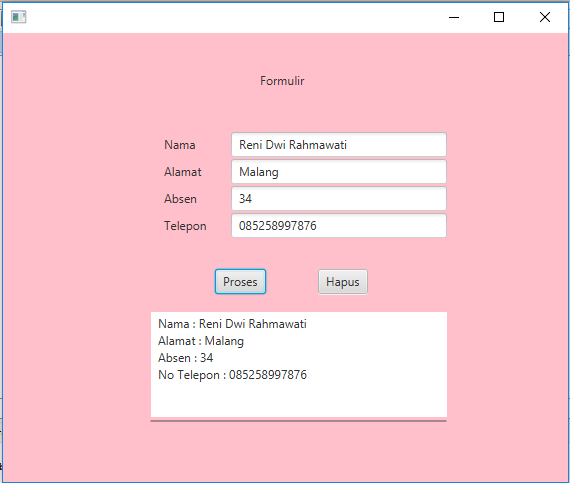 Formulir
Nama Reni Dwi Rahmawati
Alamat Malang
Absen 34
Telepon 085258997876
Proses Hapus
Nama : Reni Dwi Rahmawati
Alamat : Malang
Absen : 34
No Telepon : 085258997876